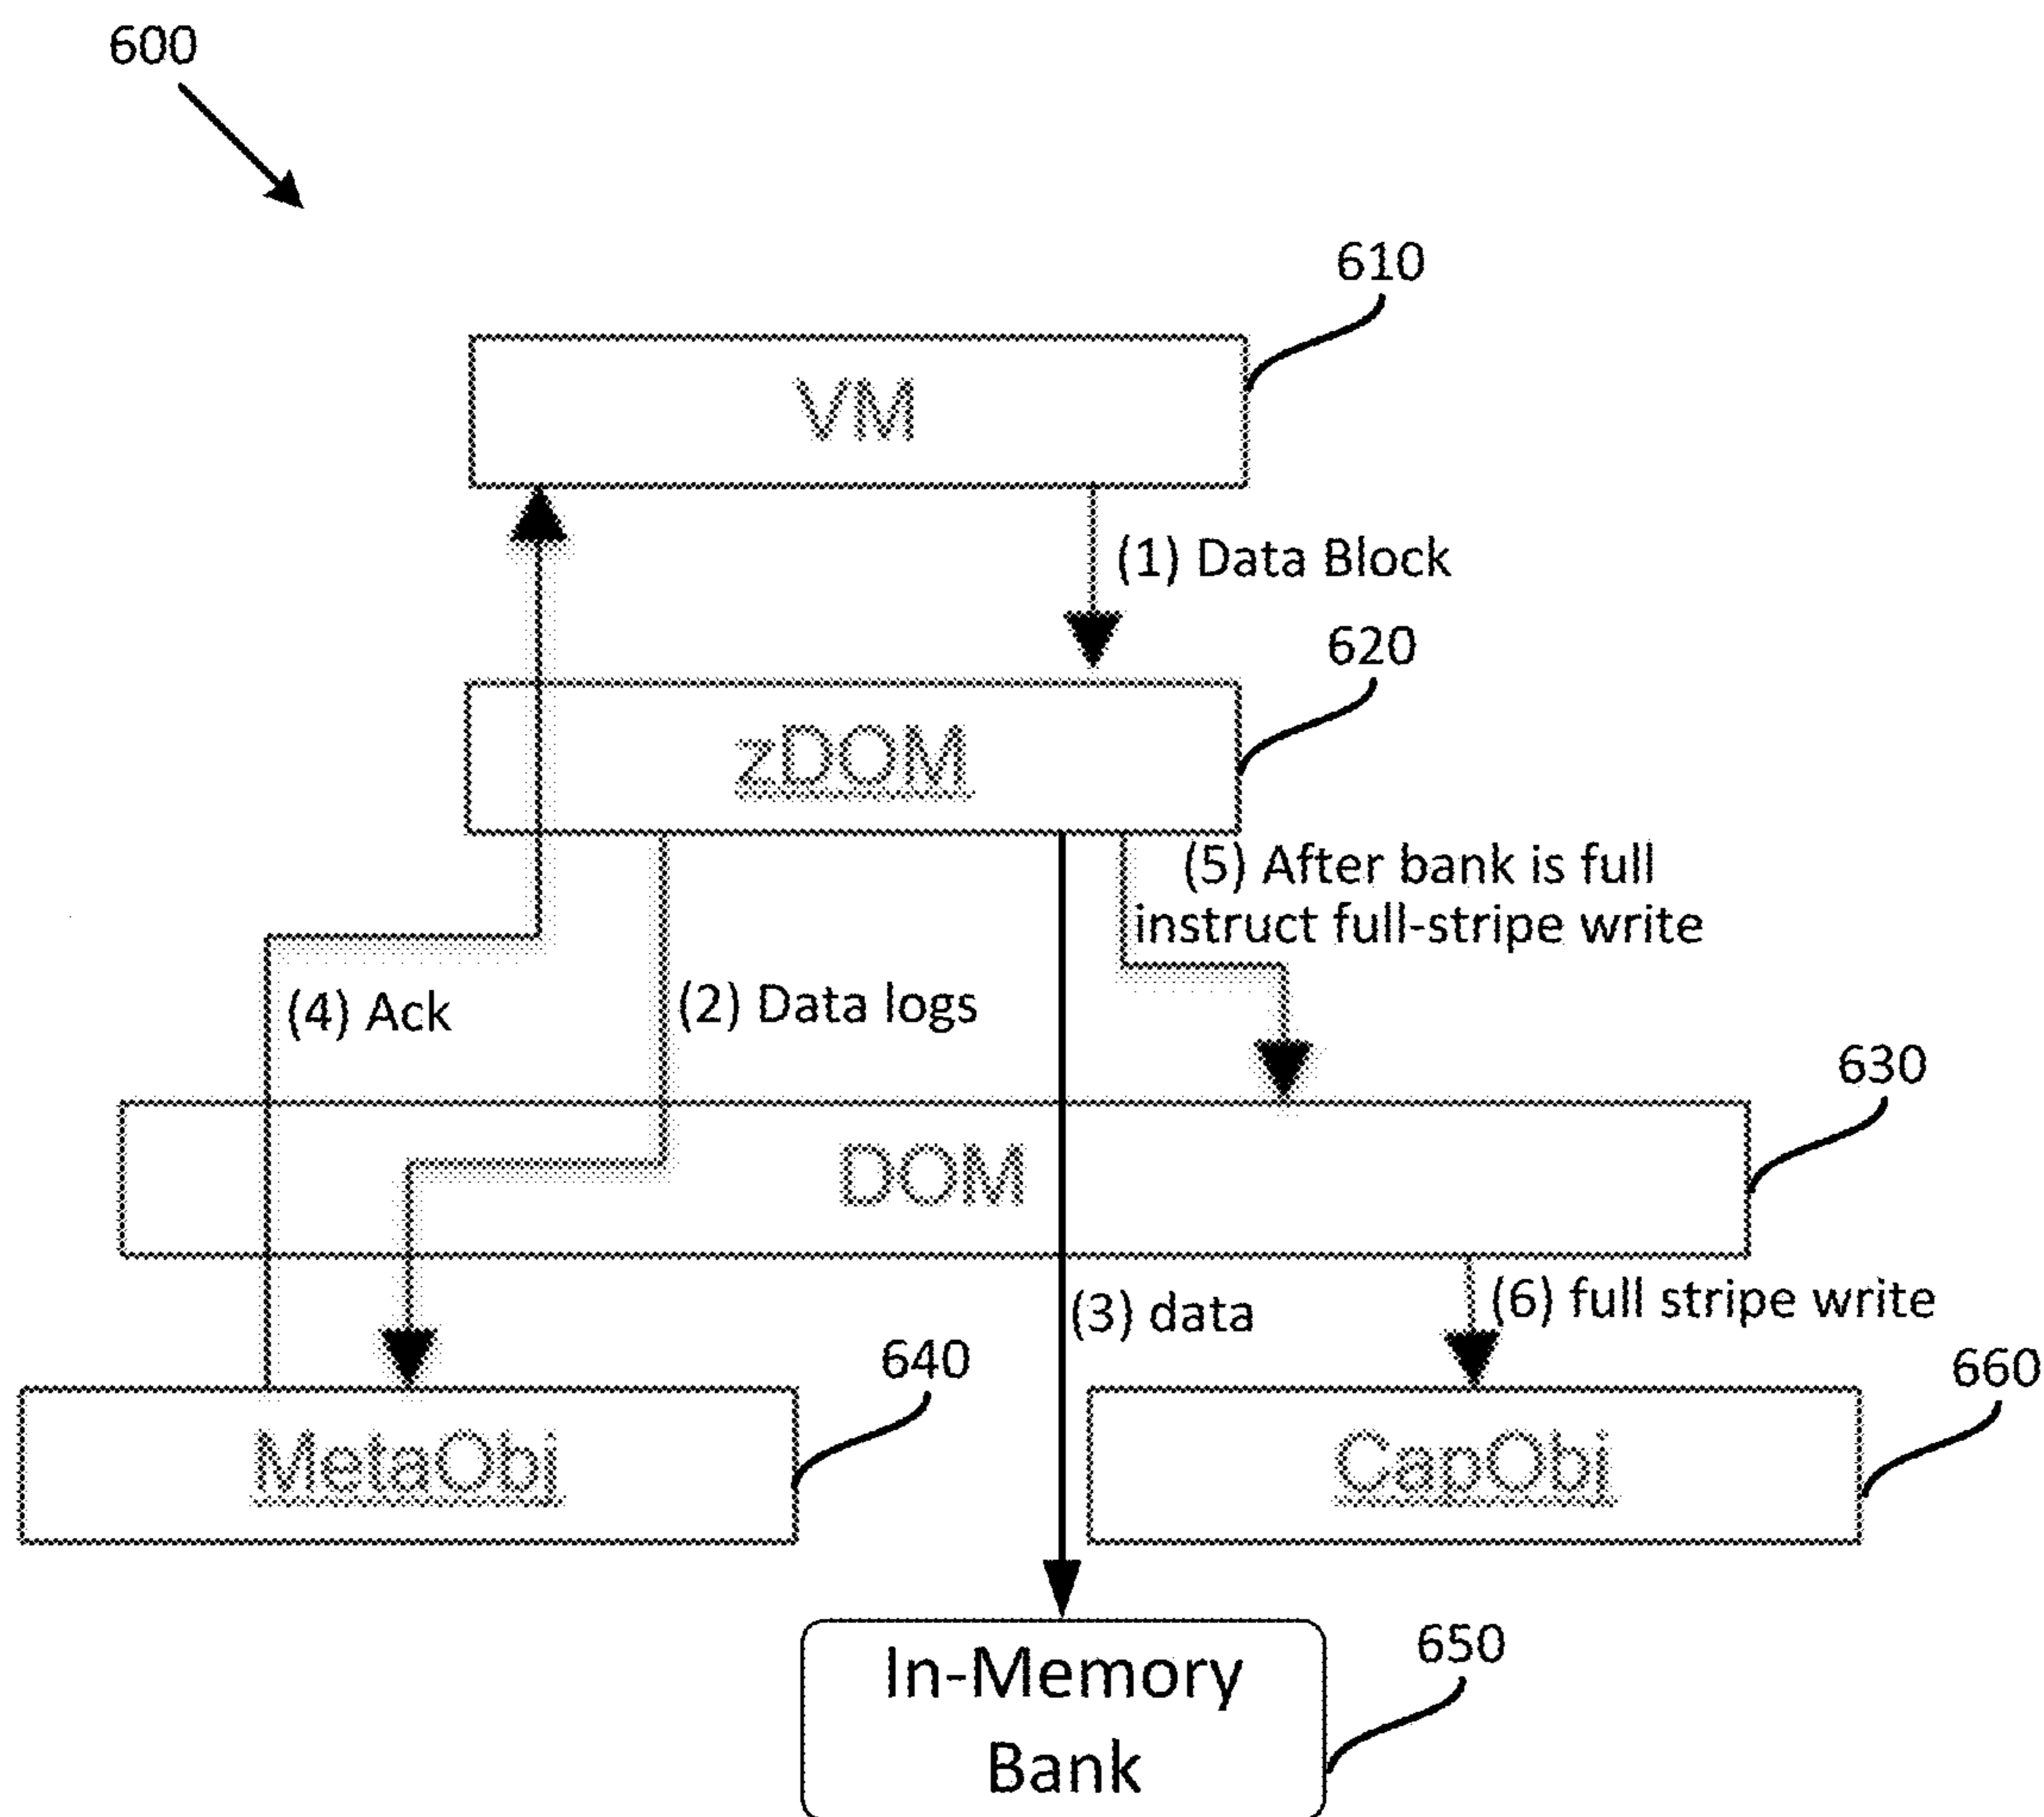 600
610
VM
(1) Data Block
620
zDOM
(5) After bank is full
instruct full-stripe write
(4) Ack
(2) Data logs
630
DOM
(3) data
(6) full stripe write
640
660
MetaObj
CapObj
650
In-Memory
Bank